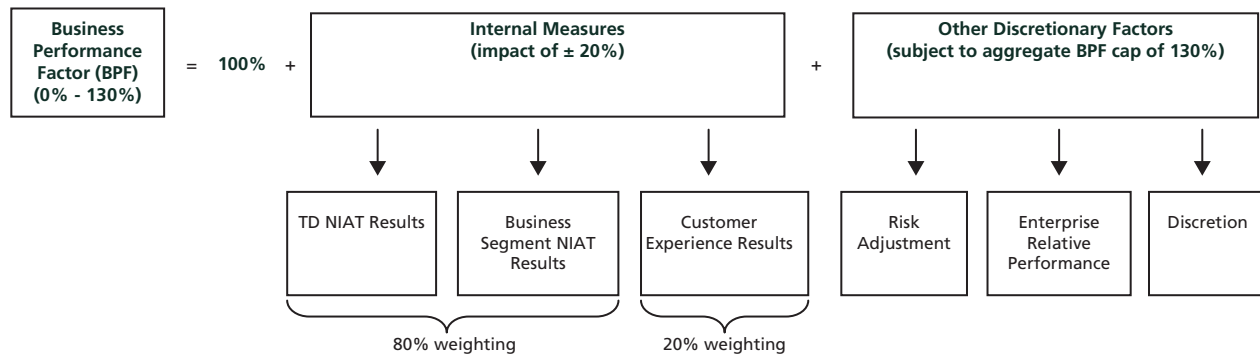 Business
Performance
Factor (BPF)
(0% - 130%)
=
100%
+
Internal Measures
(impact of ± 20%)
+
Other Discretionary Factors
(subject to aggregate BPF cap of 130%)
TD NIAT Results
Business
Segment NIAT
Results
Customer
Experience Results
Risk
Adjustment
Enterprise
Relative
Performance
Discretion
80% weighting
20% weighting